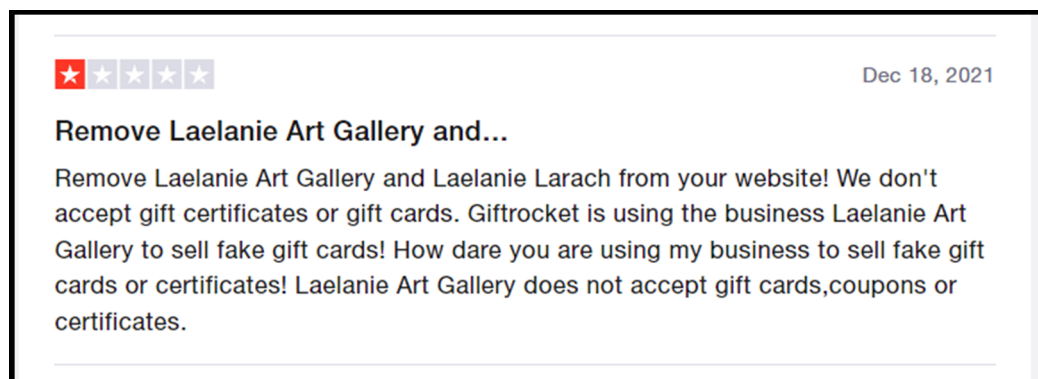 Dec 18, 2021
Remove Laelanie Art Gallery and...
Remove Laelanie Art Gallery and Laelanie Larach from your website! We don't
accept gift certificates or gift cards. Giftrocket is using the business Laelanie Art
Gallery to sell fake gift cards! How dare you are using my business to sell fake gift
cards or certificates! Laelanie Art Gallery does not accept gift cards,coupons or
certificates.